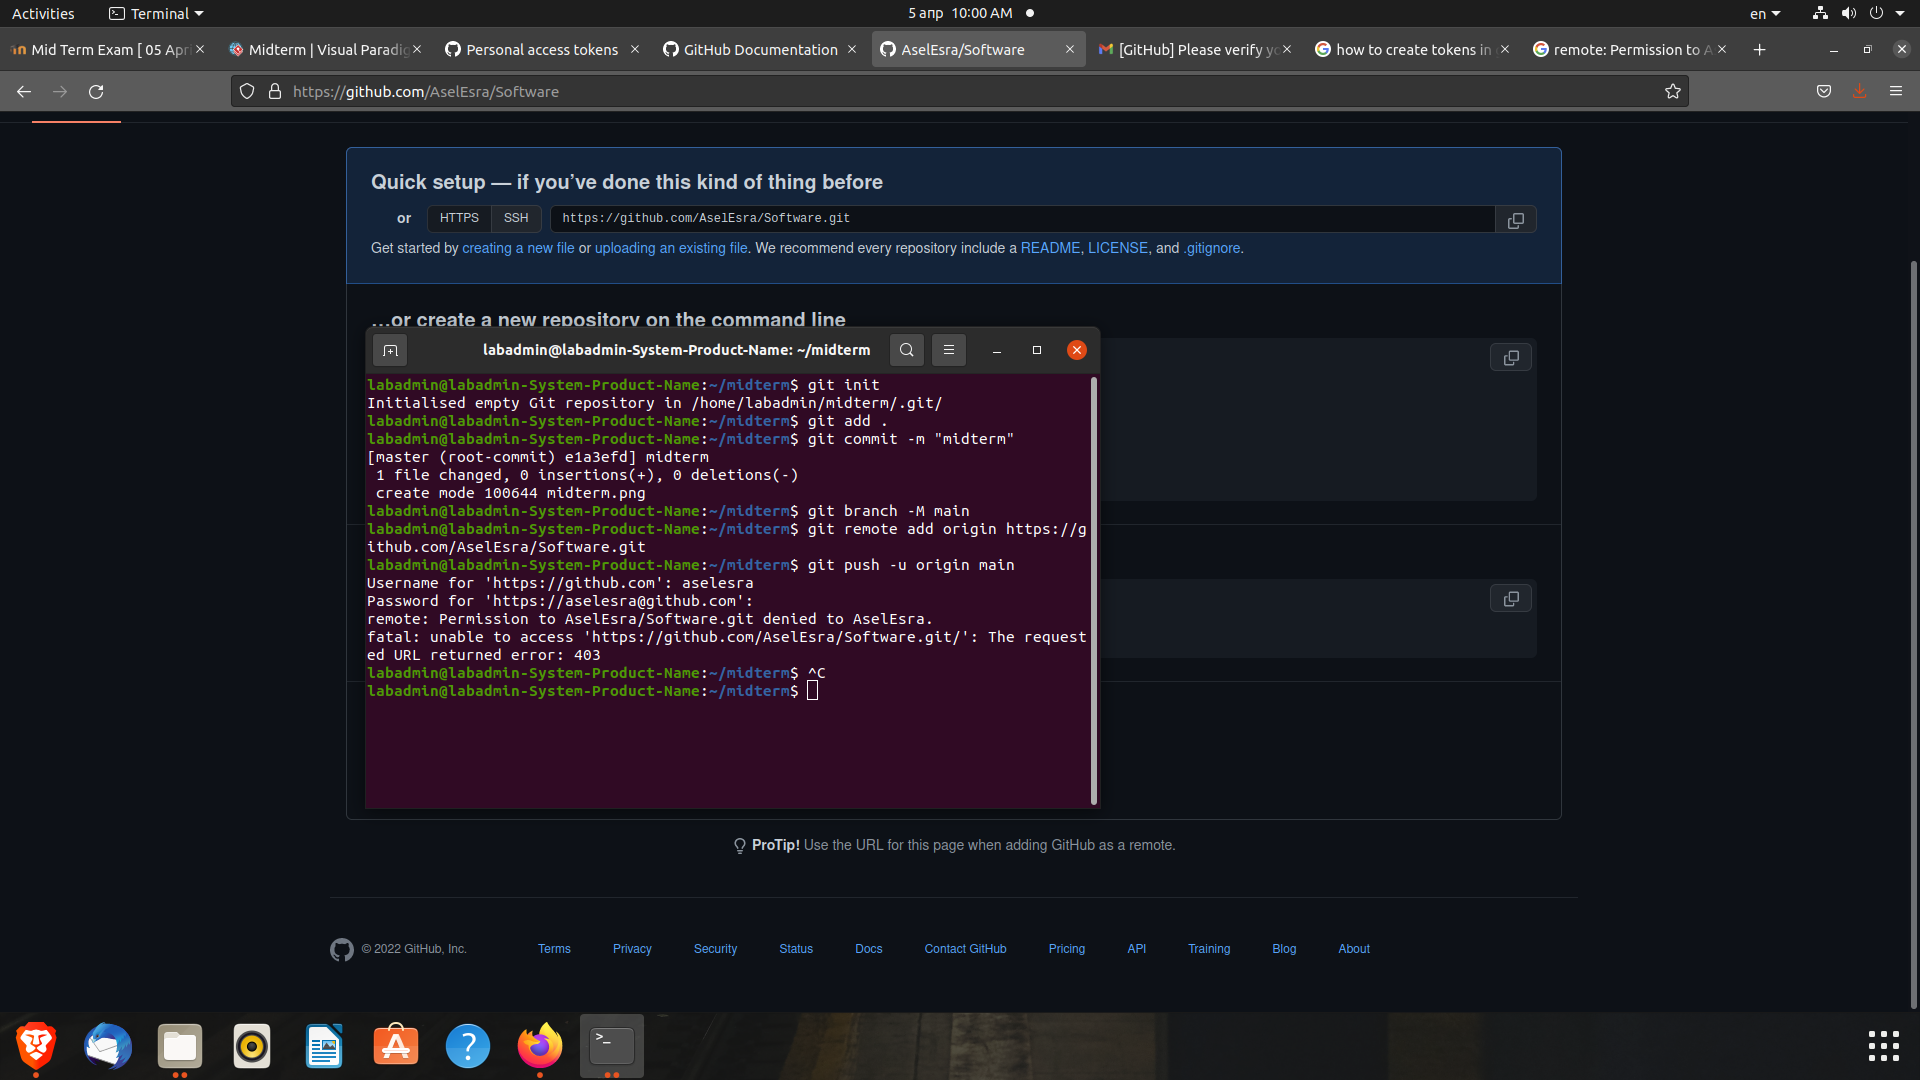 Activities
Terminal
5 апр 10:00 AM
en
Mid Term Exam [ 05 Apri
Midterm | Visual Paradig
Personal access tokens
GitHub Documentation
AselEsra/Software
[GitHub] Please verify yo
how to create tokens in
remote: Permission to A
https://github.com/AselEsra/Software
Quick setup — if you’ve done this kind of thing before
or HTTPS SSH https://github.com/AselEsra/Software.git
Get started by creating a new file or uploading an existing file. We recommend every repository include a README, LICENSE, and .gitignore.
…or create a new repository on the command line
labadmin@labadmin-System-Product-Name: ~/midterm
labadmin@labadmin-System-Product-Name:~/midterm$ git init
Initialised empty Git repository in /home/labadmin/midterm/.git/
labadmin@labadmin-System-Product-Name:~/midterm$ git add .
labadmin@labadmin-System-Product-Name:~/midterm$ git commit -m "midterm"
[master (root-commit) e1a3efd] midterm
1 file changed, 0 insertions(+), 0 deletions(-)
create mode 100644 midterm.png
labadmin@labadmin-System-Product-Name:~/midterm$ git branch -M main
labadmin@labadmin-System-Product-Name:~/midterm$ git remote add origin https://g
ithub.com/AselEsra/Software.git
labadmin@labadmin-System-Product-Name:~/midterm$ git push -u origin main
Username for 'https://github.com': aselesra
Password for 'https://aselesra@github.com':
remote: Permission to AselEsra/Software.git denied to AselEsra.
fatal: unable to access 'https://github.com/AselEsra/Software.git/': The request
ed URL returned error: 403
labadmin@labadmin-System-Product-Name:~/midterm$ ^C
labadmin@labadmin-System-Product-Name:~/midterm$
ProTip! Use the URL for this page when adding GitHub as a remote.
© 2022 GitHub, Inc.
Terms
Privacy
Security
Status
Docs
Contact GitHub
Pricing
API
Training
Blog
About